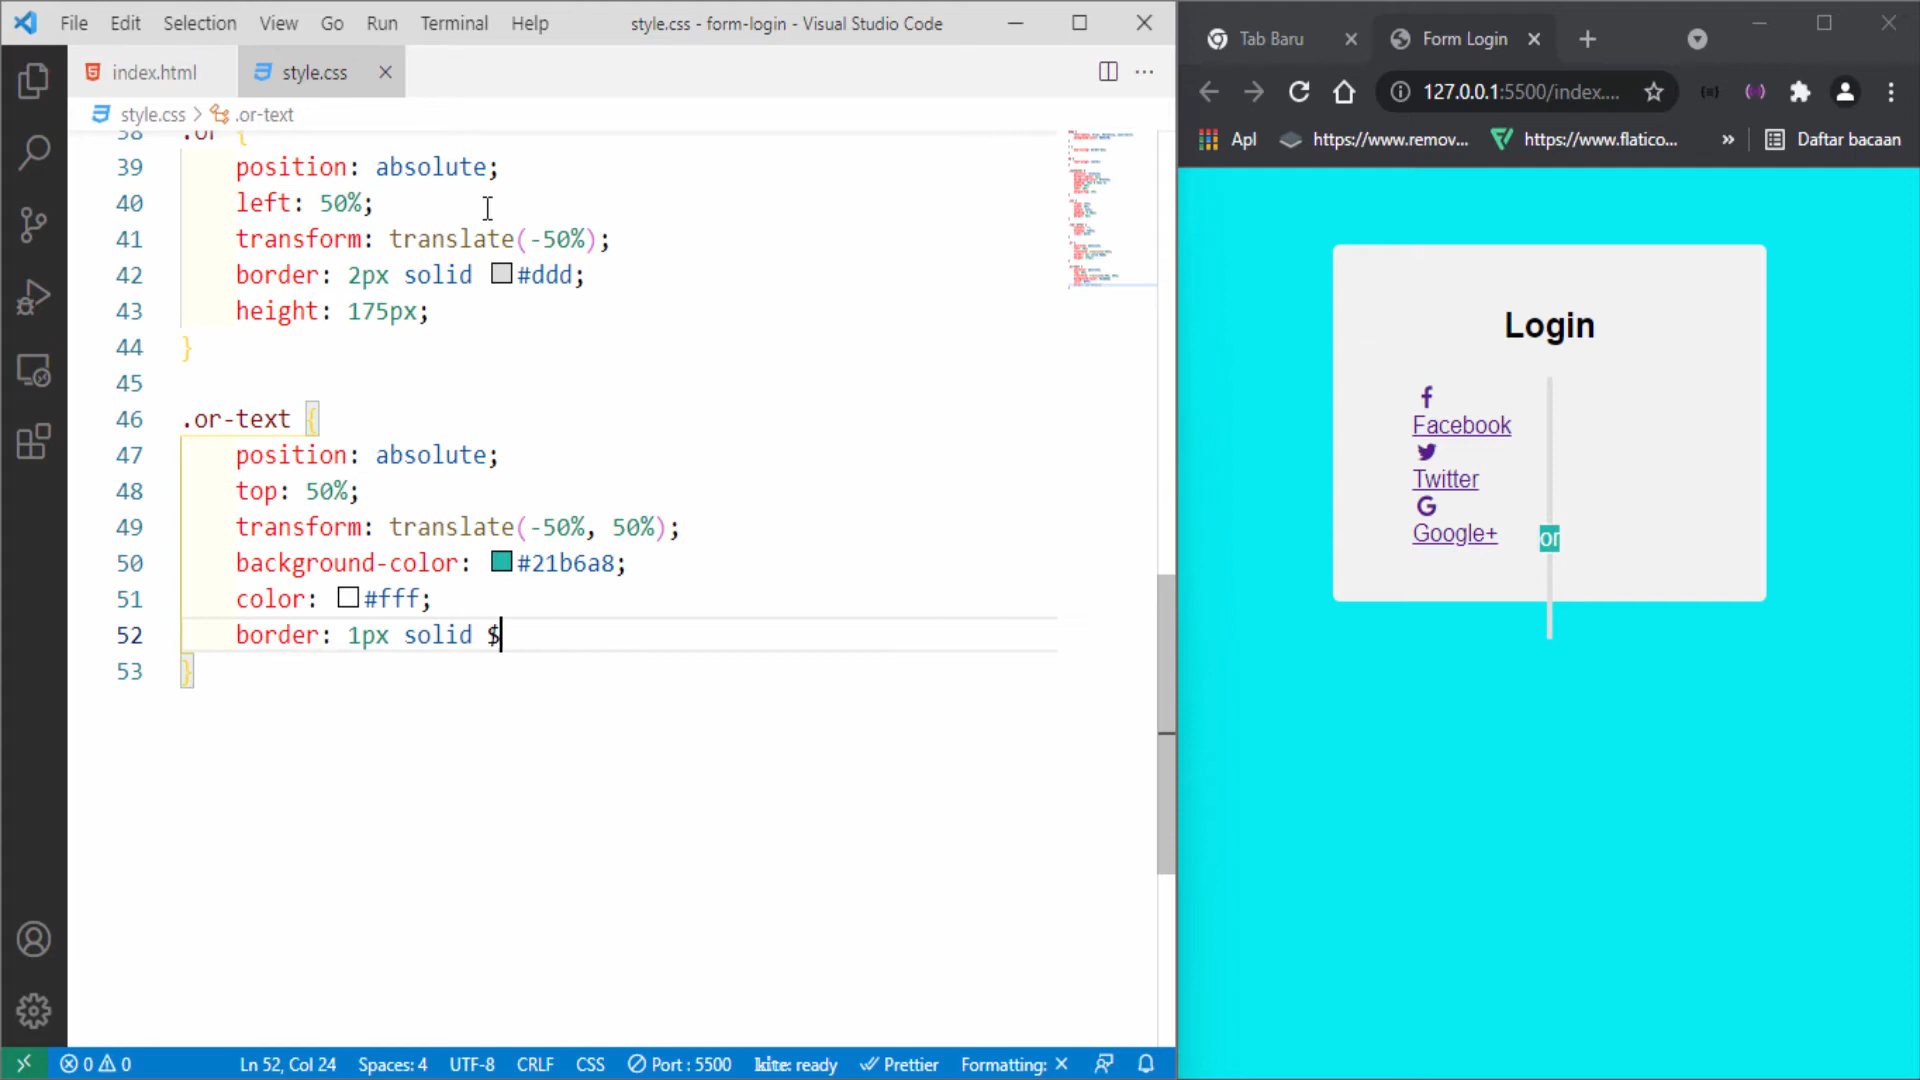 File Edit Selection View Go Run Terminal Help style.css - form-login - Visual Studio Code
index.html style.css
style.css > .or-text
38 .or {
39 position: absolute;
40 left: 50%;
41 transform: translate(-50%);
42 border: 2px solid #ddd;
43 height: 175px;
44 }
45
46 .or-text {
47 position: absolute;
48 top: 50%;
49 transform: translate(-50%, 50%);
50 background-color: #21b6a8;
51 color: #fff;
52 border: 1px solid $
53 }
0 0 Ln 52, Col 24 Spaces: 4 UTF-8 CRLF CSS Port : 5500 kite: ready Prettier Formatting: ×
Tab Baru Form Login
127.0.0.1:5500/index....
Apl https://www.remov... https://www.flatico... » Daftar bacaan
Login
Facebook
Twitter
Google+
or